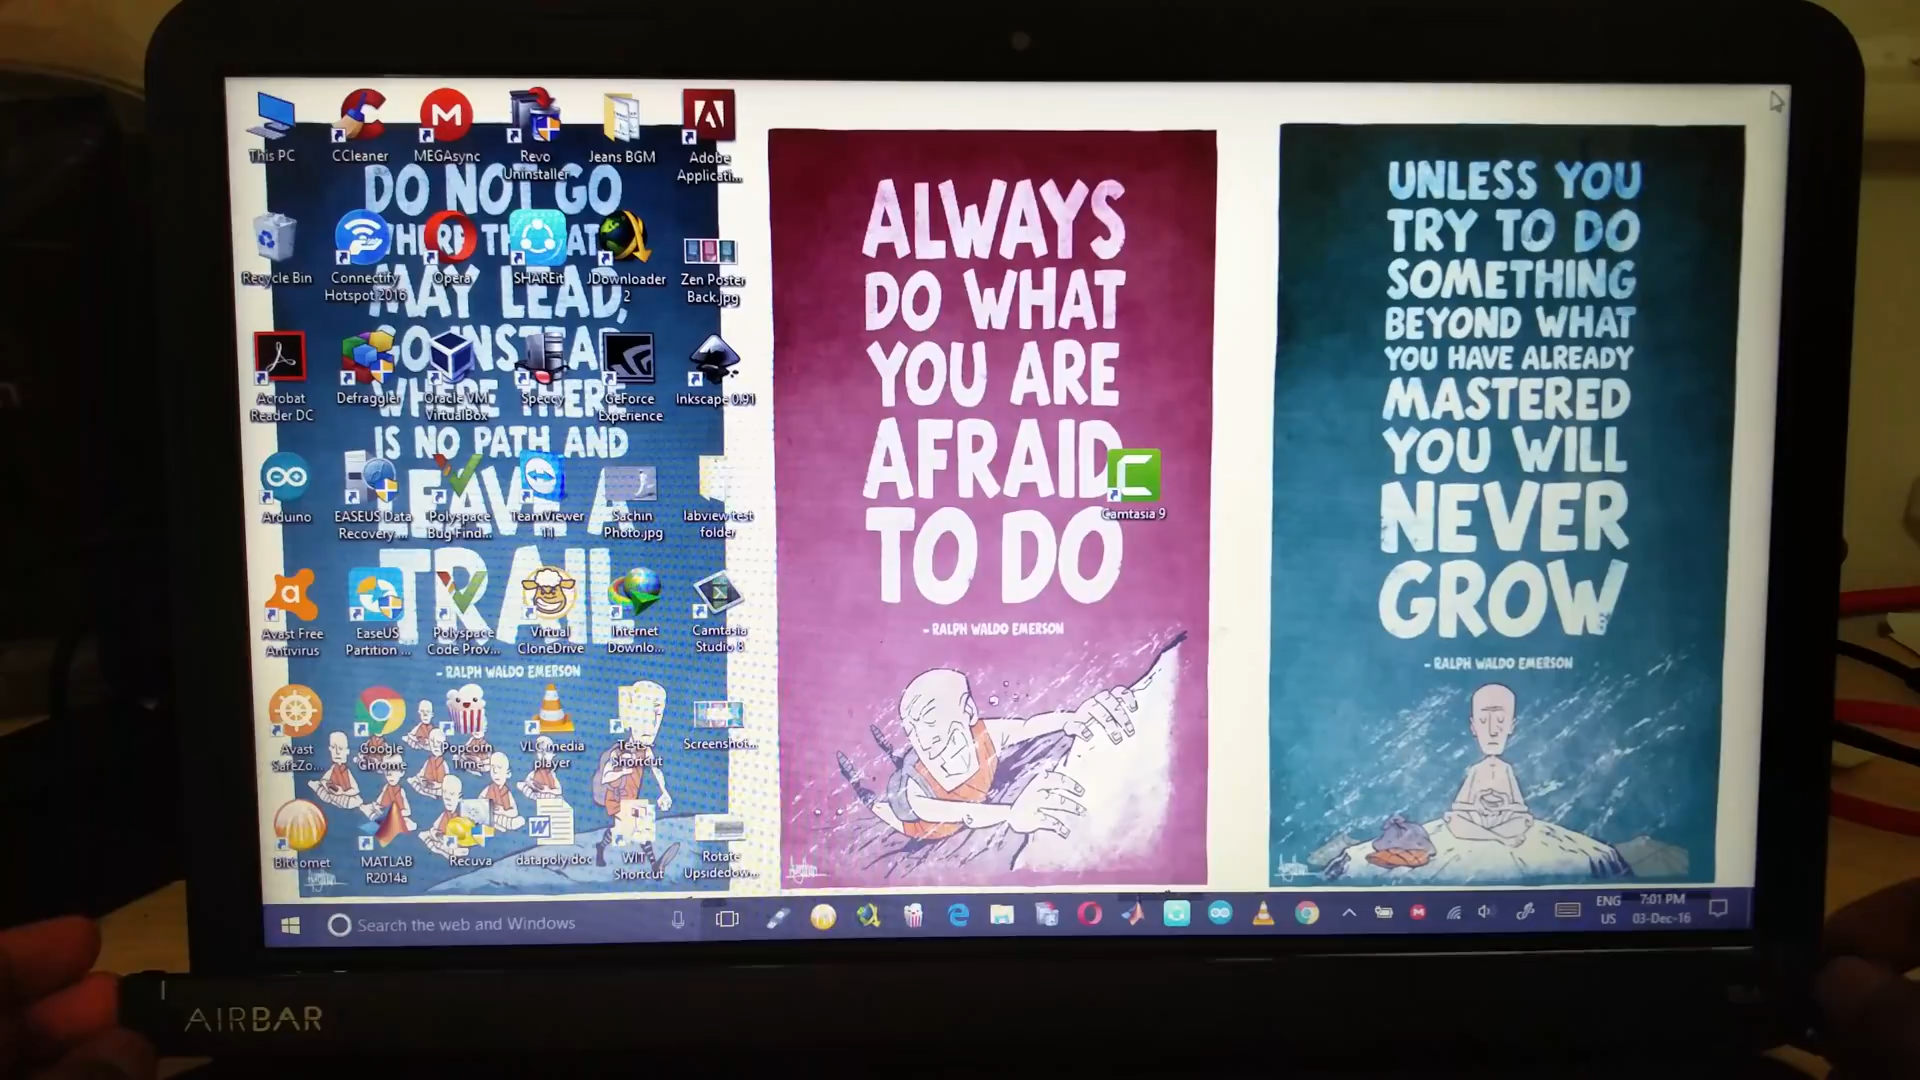 This PC
CCleaner
MEGAsync
Revo
Uninstaller
Jeans BGM
Adobe
Applicati...
Recycle Bin
Connectify
Hotspot 2016
Opera
SHAREit
JDownloader
2
Zen Poster
Back.jpg
Acrobat
Reader DC
Defraggler
Oracle VM
VirtualBox
Speccy
GeForce
Experience
Inkscape 0.91
Arduino
EASEUS Data
Recovery ...
Polyspace
Bug Find...
TeamViewer
11
Sachin
Photo.jpg
labview test
folder
Avast Free
Antivirus
EaseUS
Partition ...
Polyspace
Code Prov...
Virtual
CloneDrive
Internet
Downlo...
Camtasia
Studio 8
Avast
SafeZo...
Google
Chrome
Popcorn
Time
VLC media
player
Tests -
Shortcut
Screenshot...
BitComet
MATLAB
R2014a
Recuva
datapoly.doc
WIT -
Shortcut
Rotate
Upsidedow...
Camtasia 9
DO NOT GO
MAY LEAD,
WHERE THERE
IS NO PATH AND
LEAVE A
TRAIL
- RALPH WALDO EMERSON
ALWAYS
DO WHAT
YOU ARE
AFRAID
TO DO
- RALPH WALDO EMERSON
UNLESS YOU
TRY TO DO
SOMETHING
BEYOND WHAT
YOU HAVE ALREADY
MASTERED
YOU WILL
NEVER
GROW
- RALPH WALDO EMERSON
Search the web and Windows
ENG
US
7:01 PM
03-Dec-16
AIRBAR